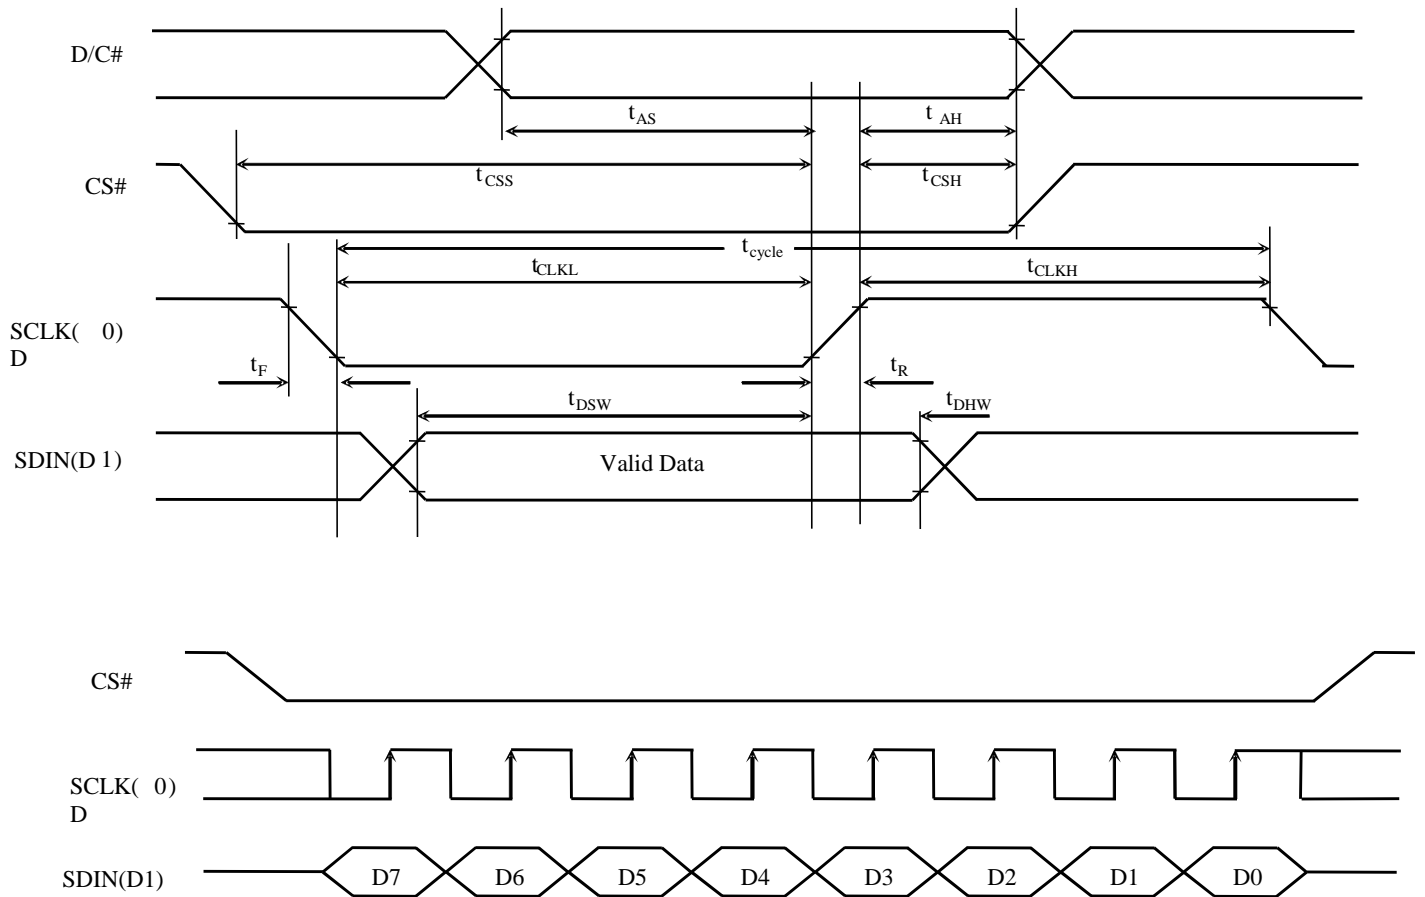 D/C#
tAS
t AH
CS#
tCSS
tCSH
tcycle
tCLKL
tCLKH
SCLK( 0)
D
tF
tR
tDSW
tDHW
SDIN(D 1)
Valid Data
CS#
SCLK( 0)
D
SDIN(D1)
D7 D6 D5 D4 D3 D2 D1 D0